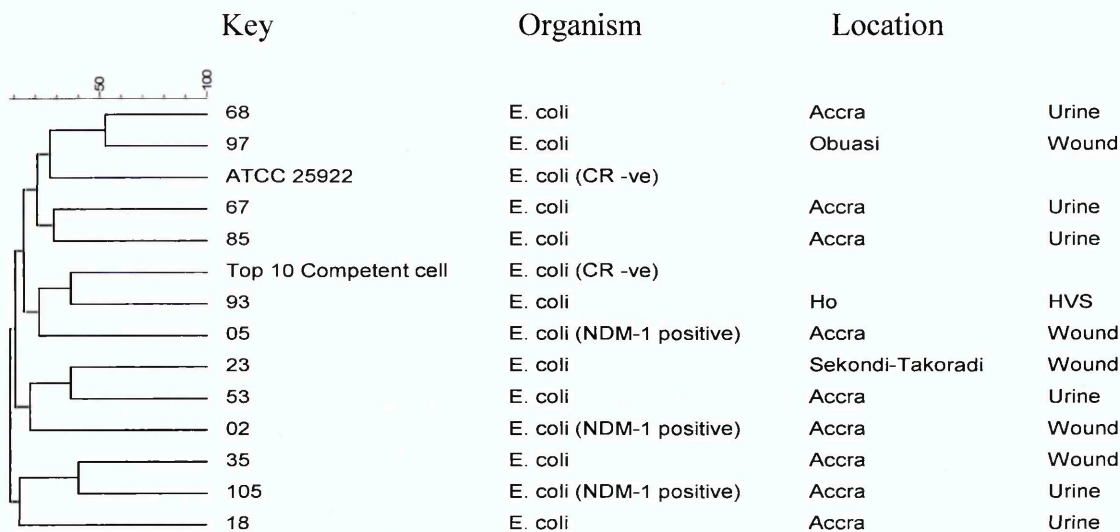 Key Organism Location
-50 -100
68 E. coli Accra Urine
97 E. coli Obuasi Wound
ATCC 25922 E. coli (CR -ve)
67 E. coli Accra Urine
85 E. coli Accra Urine
Top 10 Competent cell E. coli (CR -ve)
93 E. coli Ho HVS
05 E. coli (NDM-1 positive) Accra Wound
23 E. coli Sekondi-Takoradi Wound
53 E. coli Accra Urine
02 E. coli (NDM-1 positive) Accra Wound
35 E. coli Accra Wound
105 E. coli (NDM-1 positive) Accra Urine
18 E. coli Accra Urine